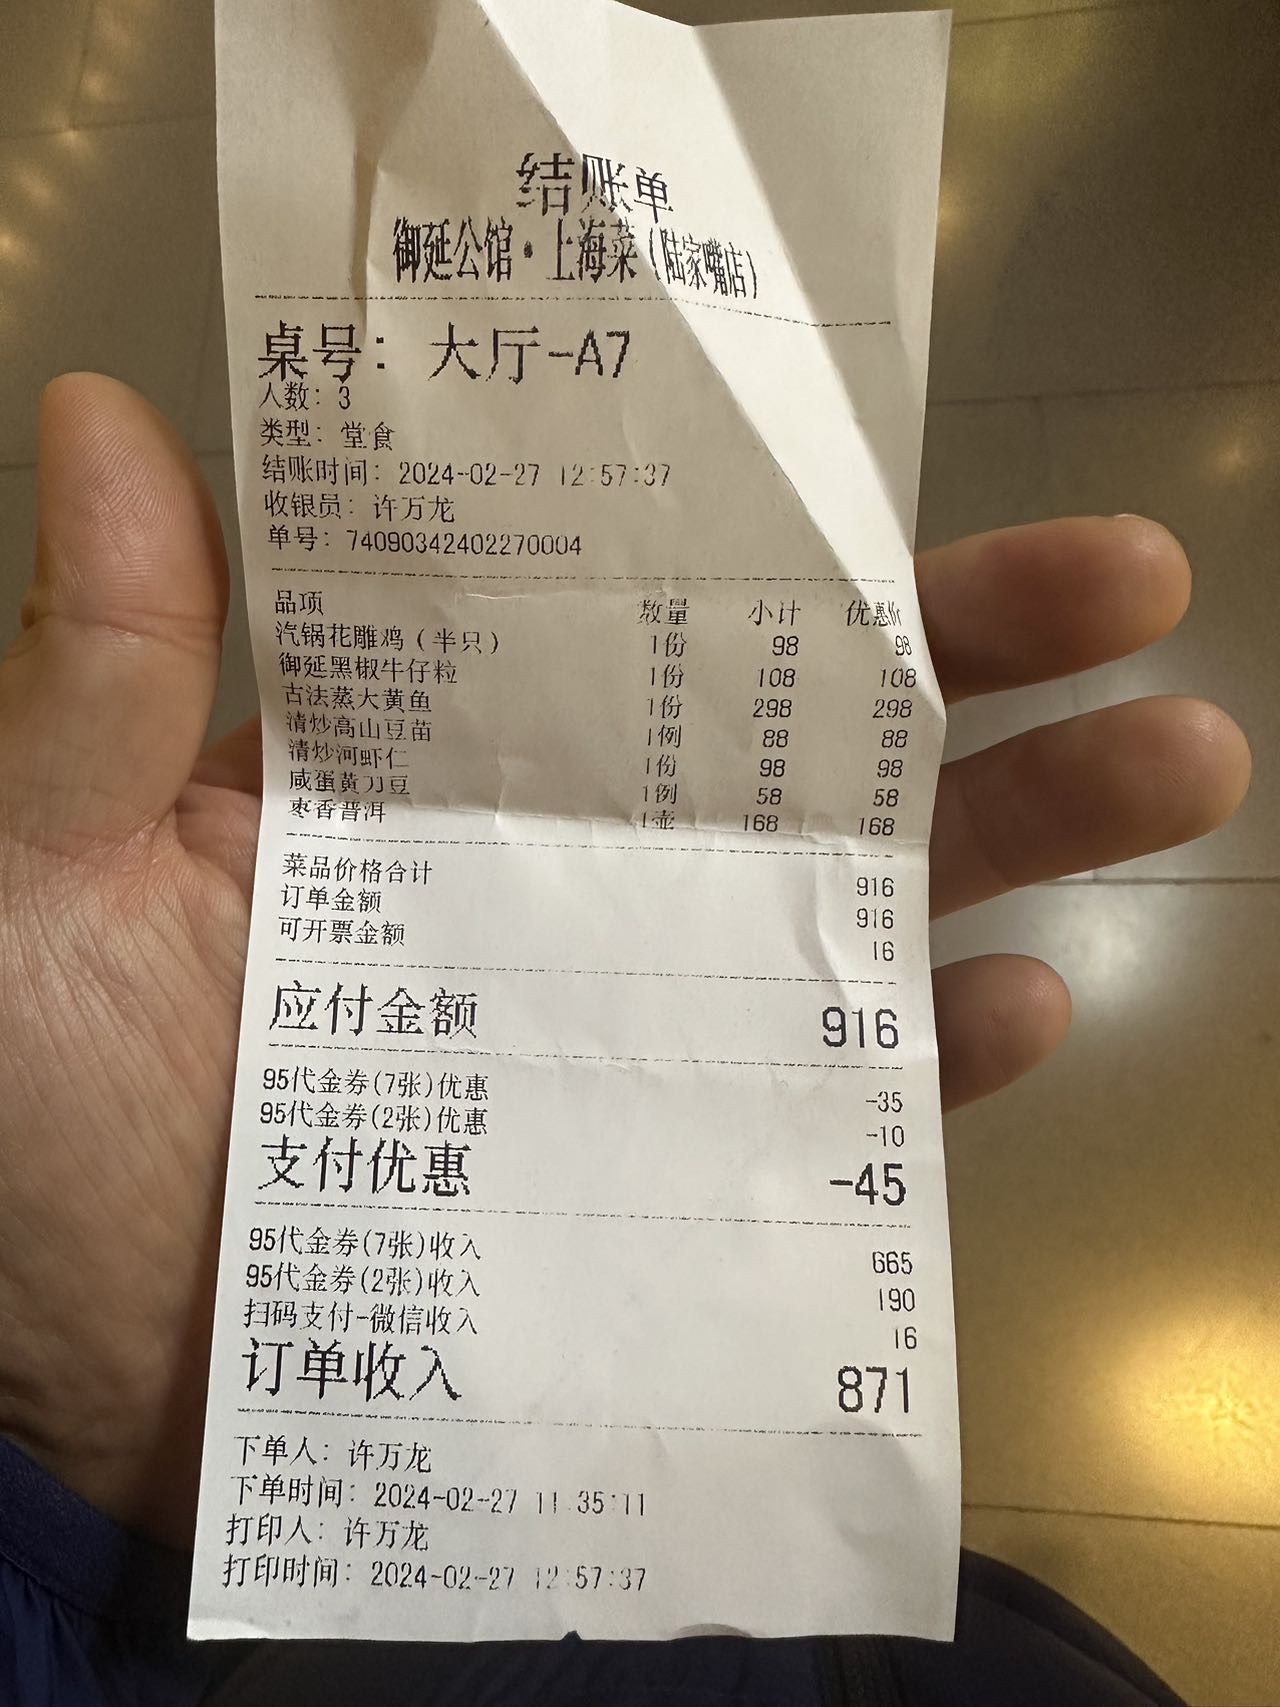 结账单
御延公馆·上海菜(陆家嘴店)
桌号: 大厅-A7
人数: 3
类型: 堂食
结账时间: 2024-02-27 12:57:37
收银员: 许万龙
单号: 74090342402270004
品项 数量 小计 优惠价
汽锅花雕鸡(半只) 1份 98 98
御延黑椒牛仔粒 1份 108 108
古法蒸大黄鱼 1份 298 298
清炒高山豆苗 1例 88 88
清炒河虾仁 1份 98 98
咸蛋黄刀豆 1例 58 58
枣香普洱 1壶 168 168
菜品价格合计 916
订单金额 916
可开票金额 16
应付金额 916
95代金券(7张)优惠 -35
95代金券(2张)优惠 -10
支付优惠 -45
95代金券(7张)收入 665
95代金券(2张)收入 190
扫码支付-微信收入 16
订单收入 871
下单人: 许万龙
下单时间: 2024-02-27 11:35:11
打印人: 许万龙
打印时间: 2024-02-27 12:57:37